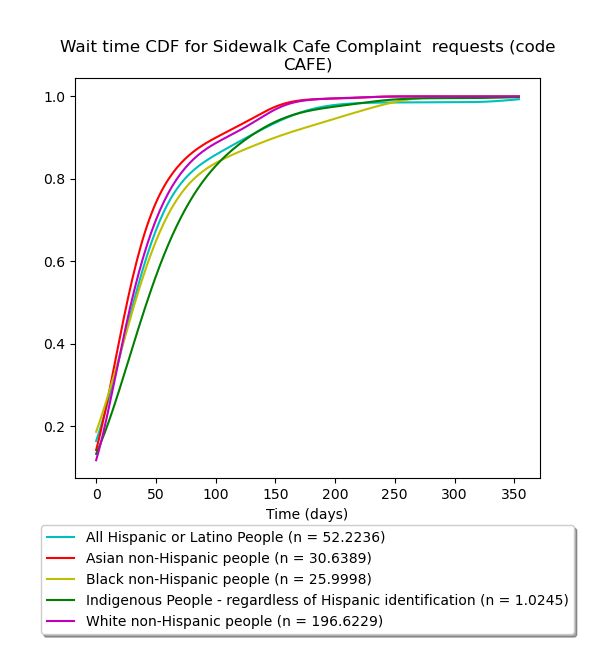 Wait time CDF for Sidewalk Cafe Complaint  requests (code
CAFE)
1.0
0.8
0.6
0.4
0.2
0 50 100 150 200 250 300 350
Time (days)
All Hispanic or Latino People (n = 52.2236)
Asian non-Hispanic people (n = 30.6389)
Black non-Hispanic people (n = 25.9998)
Indigenous People - regardless of Hispanic identification (n = 1.0245)
White non-Hispanic people (n = 196.6229)